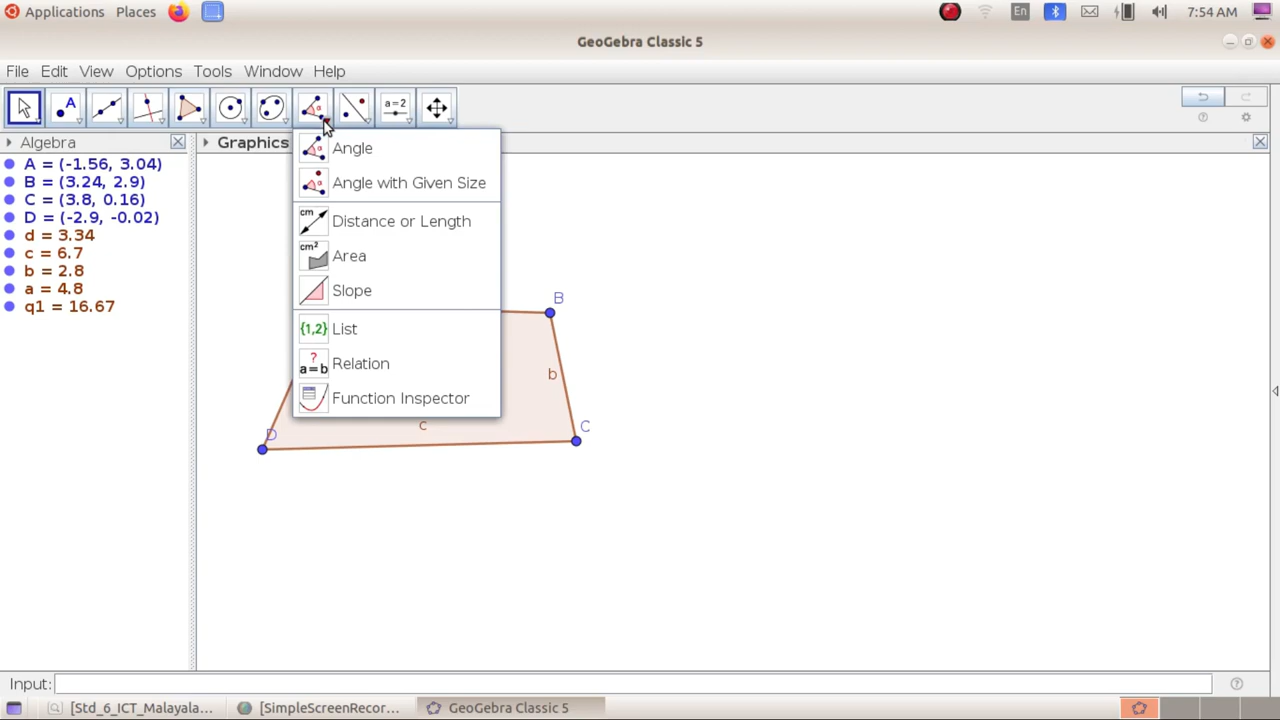 Applications Places En 7:54 AM
GeoGebra Classic 5
File Edit View Options Tools Window Help
A α a=2
Algebra Graphics
A = (-1.56, 3.04)
B = (3.24, 2.9)
C = (3.8, 0.16)
D = (-2.9, -0.02)
d = 3.34
c = 6.7
b = 2.8
a = 4.8
q1 = 16.67
α Angle
α Angle with Given Size
cm Distance or Length
cm² Area
Slope
{1,2} List
? a=b Relation
Function Inspector
B
b
C
c
D
Input:
[Std_6_ICT_Malayala... [SimpleScreenRecor... GeoGebra Classic 5